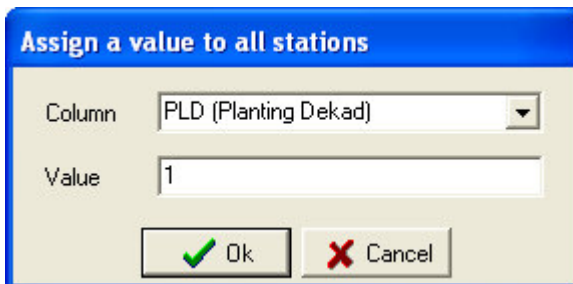 Assign a value to all stations
Column PLD (Planting Dekad)
Value 1
Ok Cancel